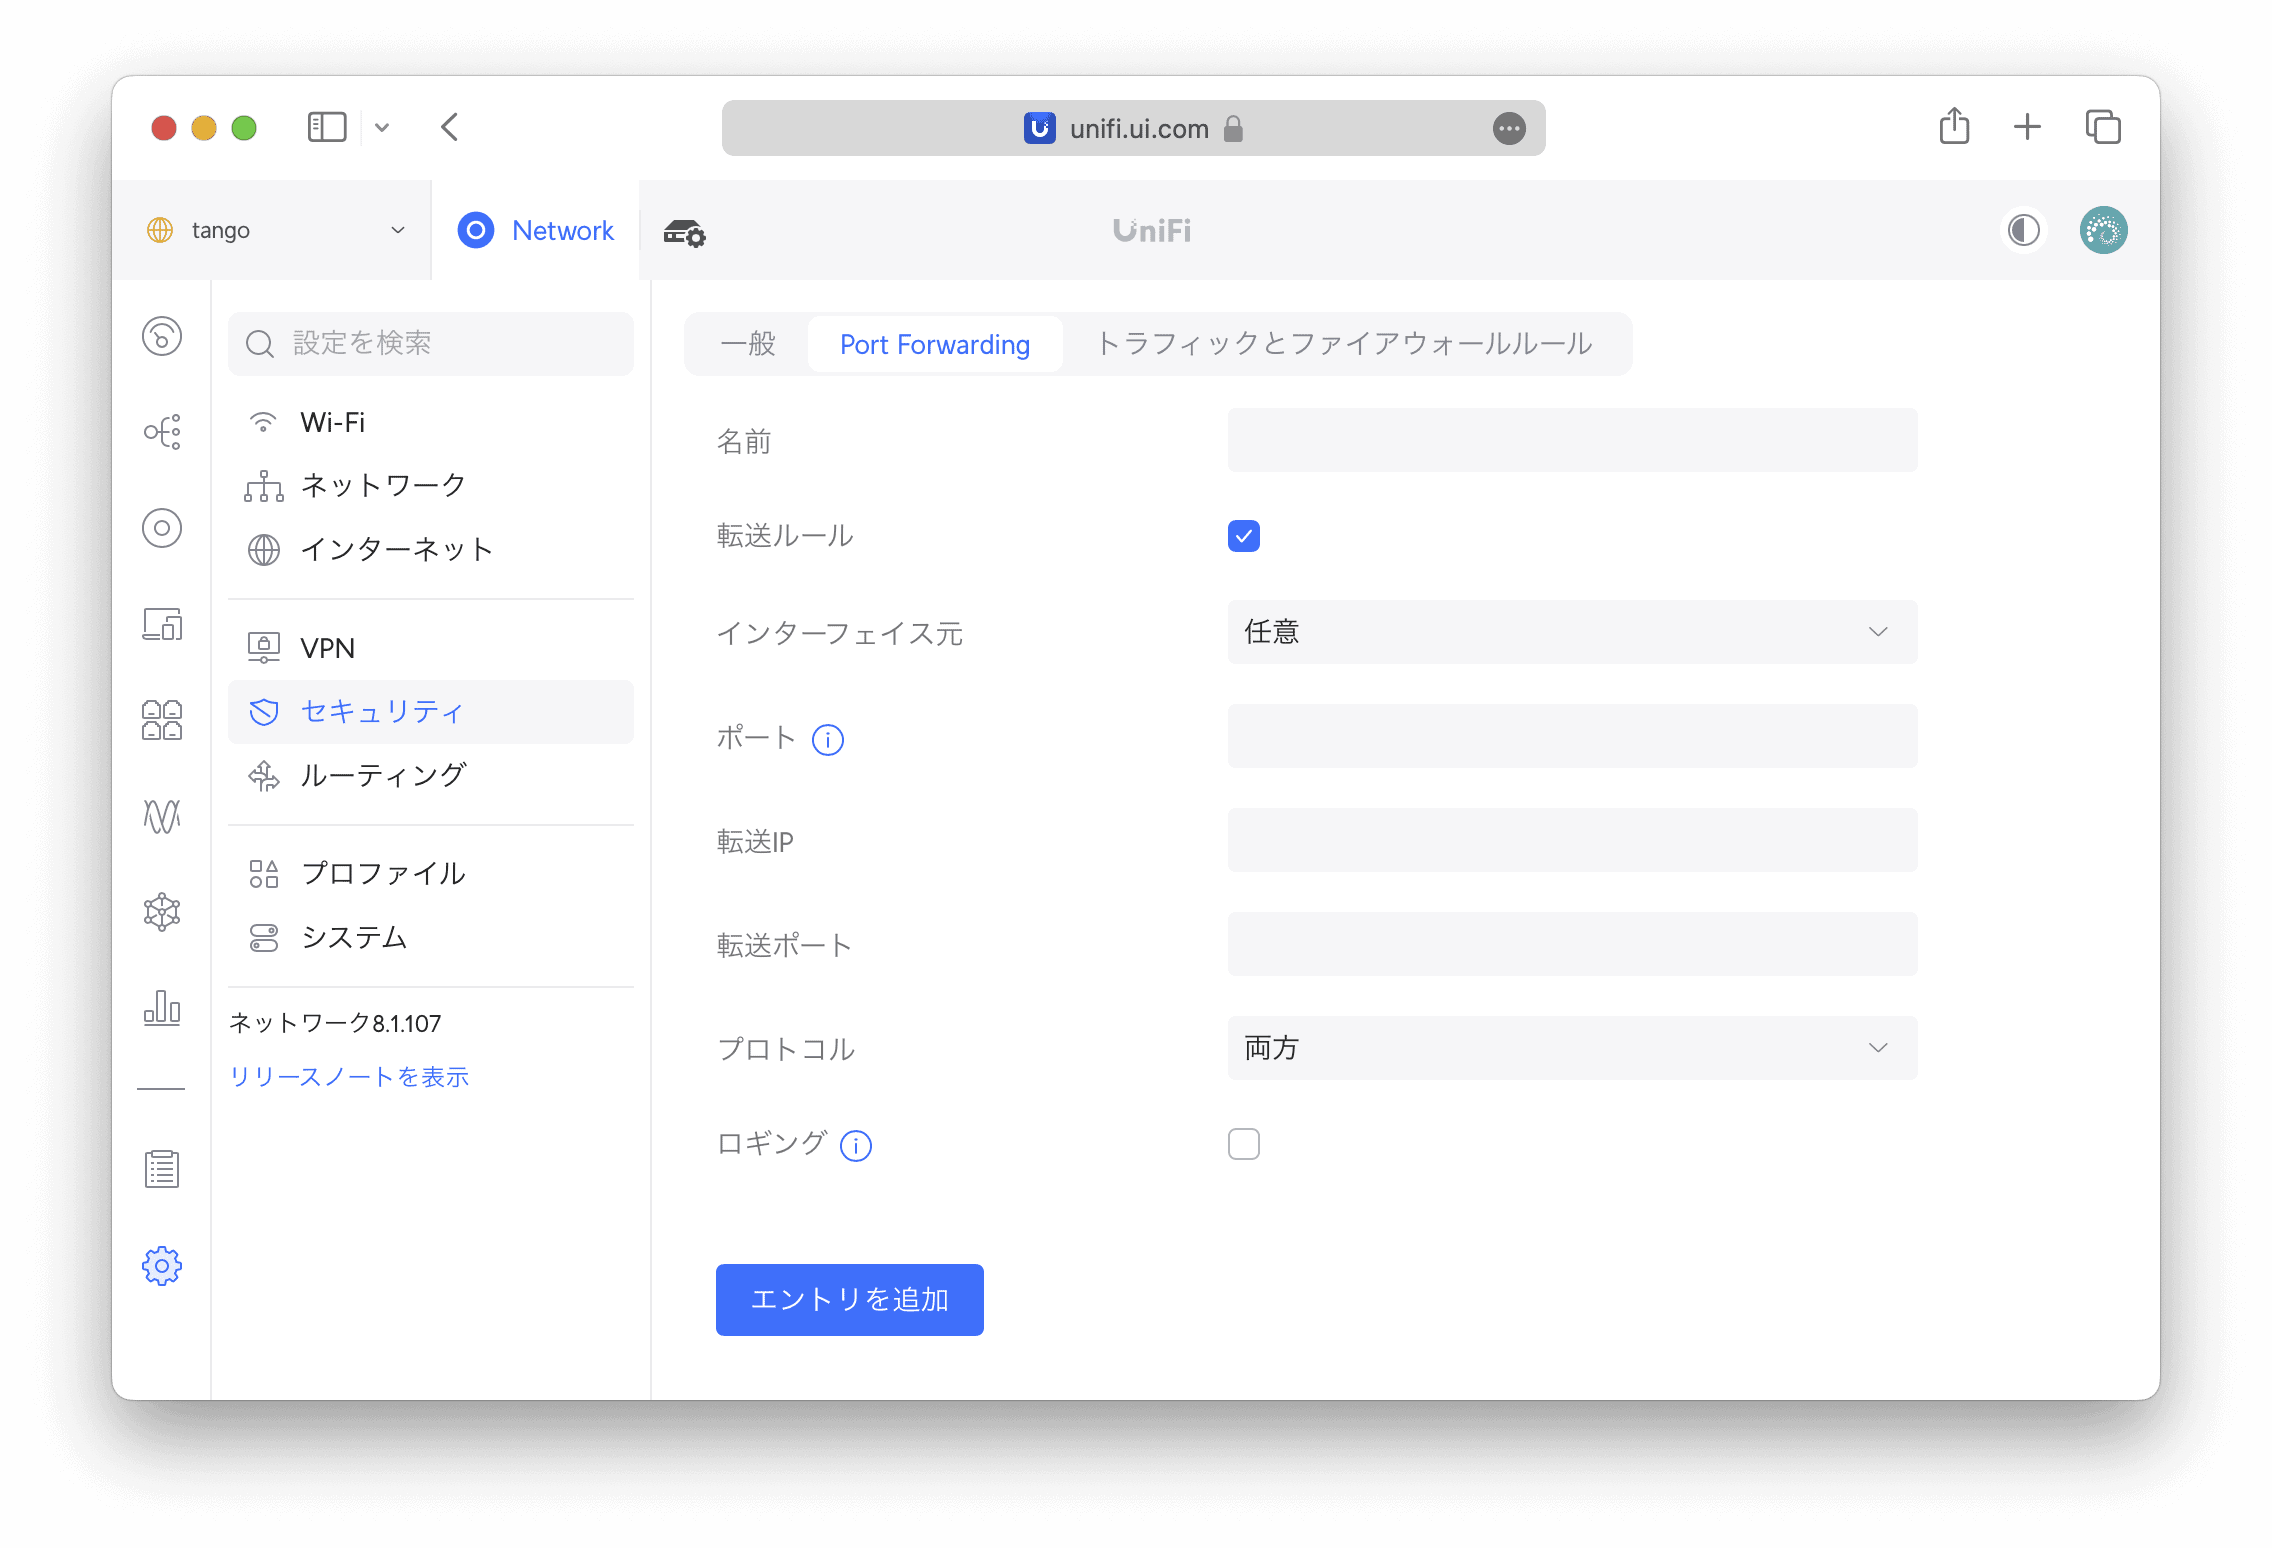 unifi.ui.com
tango
Network
UniFi
設定を検索
Wi-Fi
ネットワーク
インターネット
VPN
セキュリティ
ルーティング
プロファイル
システム
ネットワーク8.1.107
リリースノートを表示
一般
Port Forwarding
トラフィックとファイアウォールルール
名前
転送ルール
インターフェイス元
任意
ポート
転送IP
転送ポート
プロトコル
両方
ロギング
エントリを追加